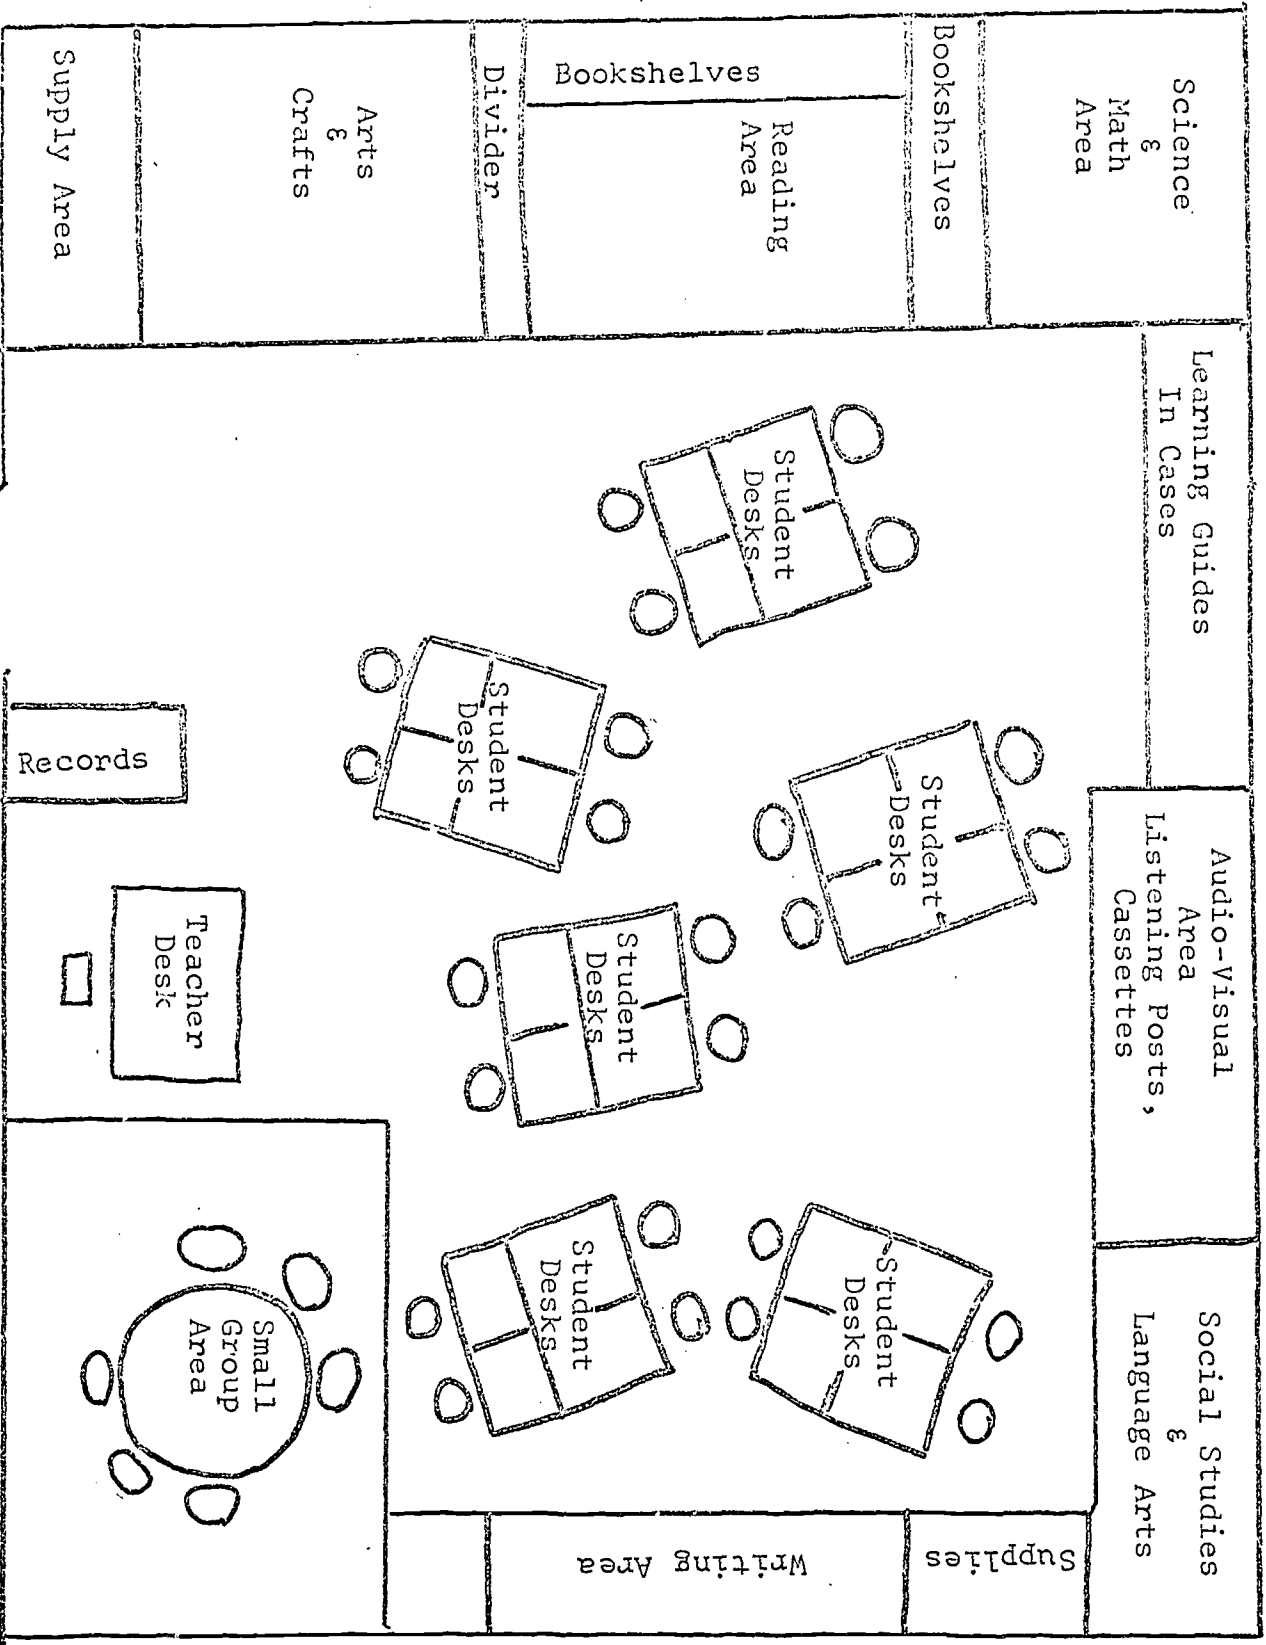 Supply Area
Arts
&
Crafts
Divider
Bookshelves
Reading
Area
Bookshelves
Science
&
Math
Area
Learning Guides
In Cases
Student
Desks
Student
Desks
Student
Desks
Student
Desks
Student
Desks
Student
Desks
Records
Teacher
Desk
Small
Group
Area
Audio-Visual
Area
Listening Posts,
Cassettes
Social Studies
&
Language Arts
Supplies
Writing Area